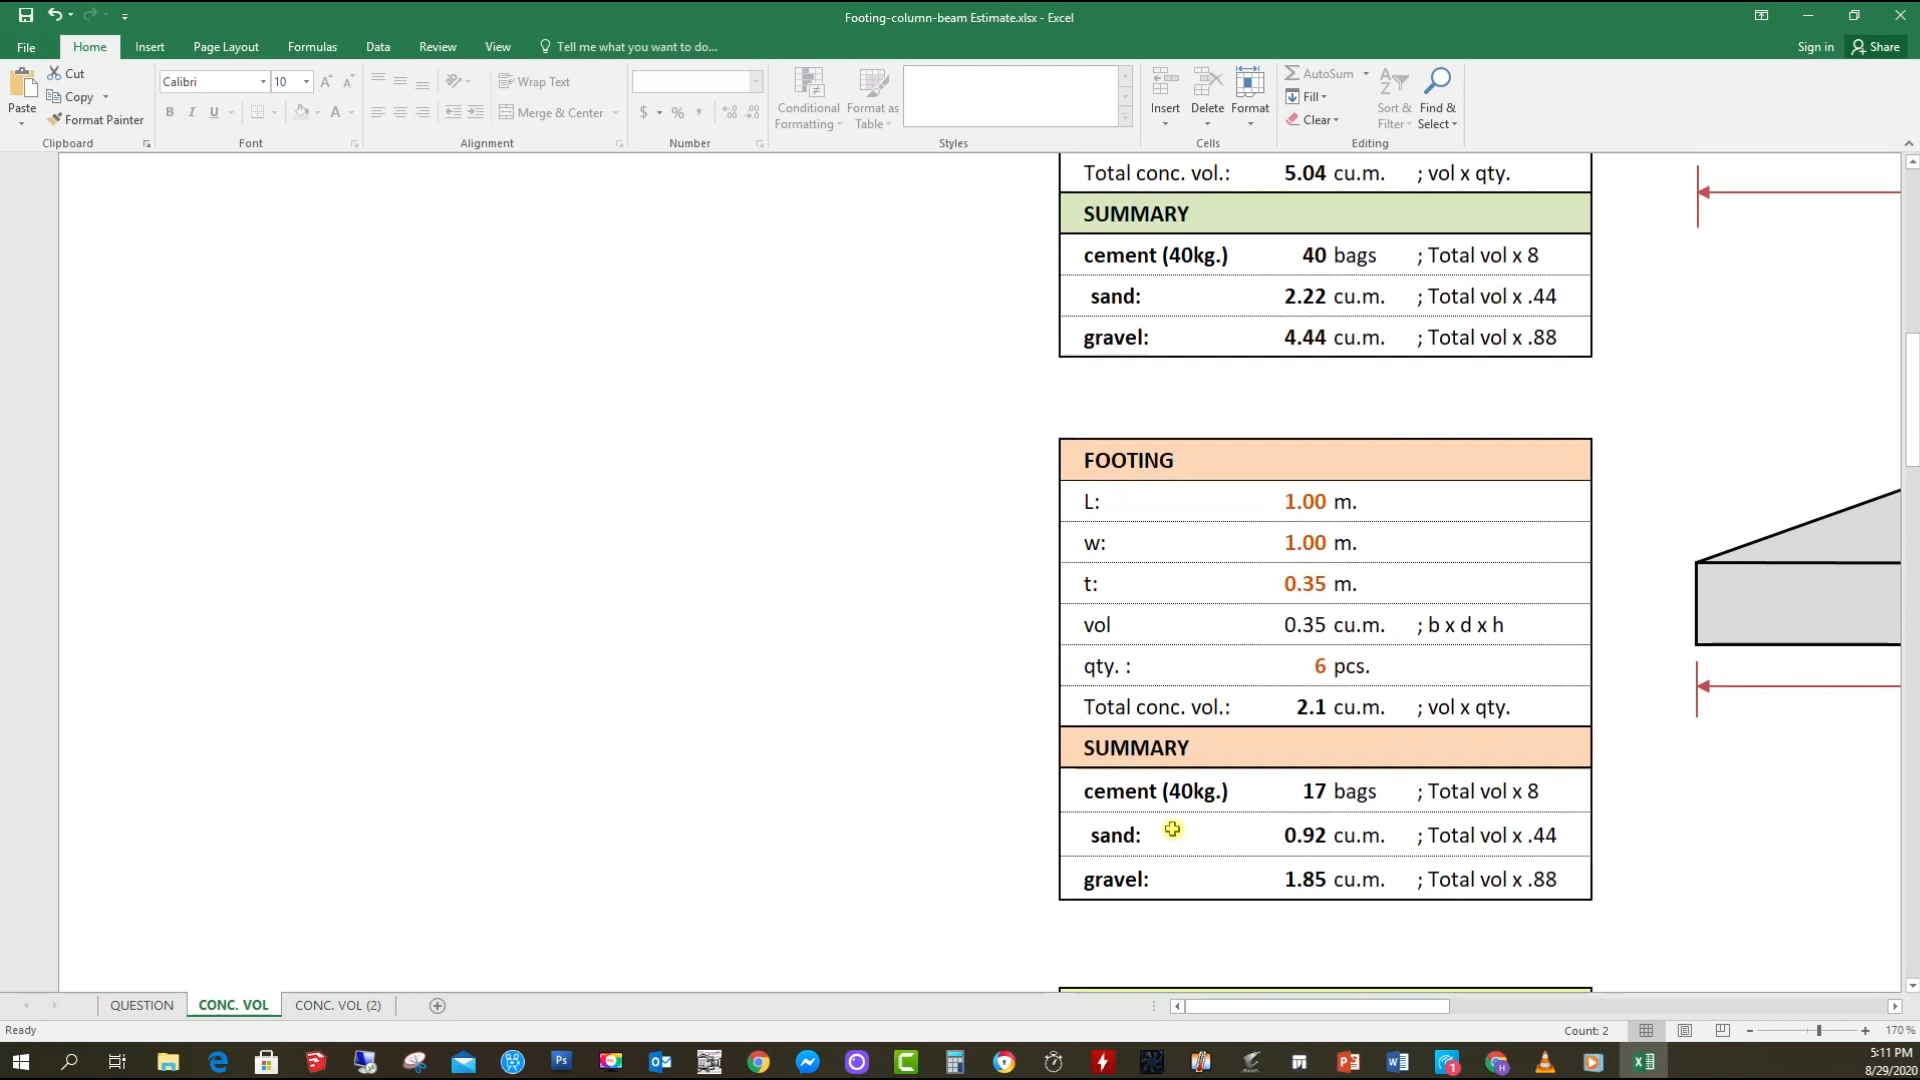 Footing-column-beam Estimate.xlsx - Excel
File Home Insert Page Layout Formulas Data Review View Tell me what you want to do... Sign in Share
Cut
Copy
Format Painter
Paste
Calibri 10
B I U
Wrap Text
Merge & Center
$ % ,
Conditional Formatting
Format as Table
Insert Delete Format
AutoSum
Fill
Clear
Sort & Filter
Find & Select
Clipboard Font Alignment Number Styles Cells Editing
Total conc. vol.: 5.04 cu.m. ; vol x qty.
SUMMARY
cement (40kg.) 40 bags ; Total vol x 8
sand: 2.22 cu.m. ; Total vol x .44
gravel: 4.44 cu.m. ; Total vol x .88
FOOTING
L: 1.00 m.
w: 1.00 m.
t: 0.35 m.
vol 0.35 cu.m. ; b x d x h
qty. : 6 pcs.
Total conc. vol.: 2.1 cu.m. ; vol x qty.
SUMMARY
cement (40kg.) 17 bags ; Total vol x 8
sand: 0.92 cu.m. ; Total vol x .44
gravel: 1.85 cu.m. ; Total vol x .88
QUESTION CONC. VOL CONC. VOL (2)
Ready Count: 2 170 %
5:11 PM
8/29/2020